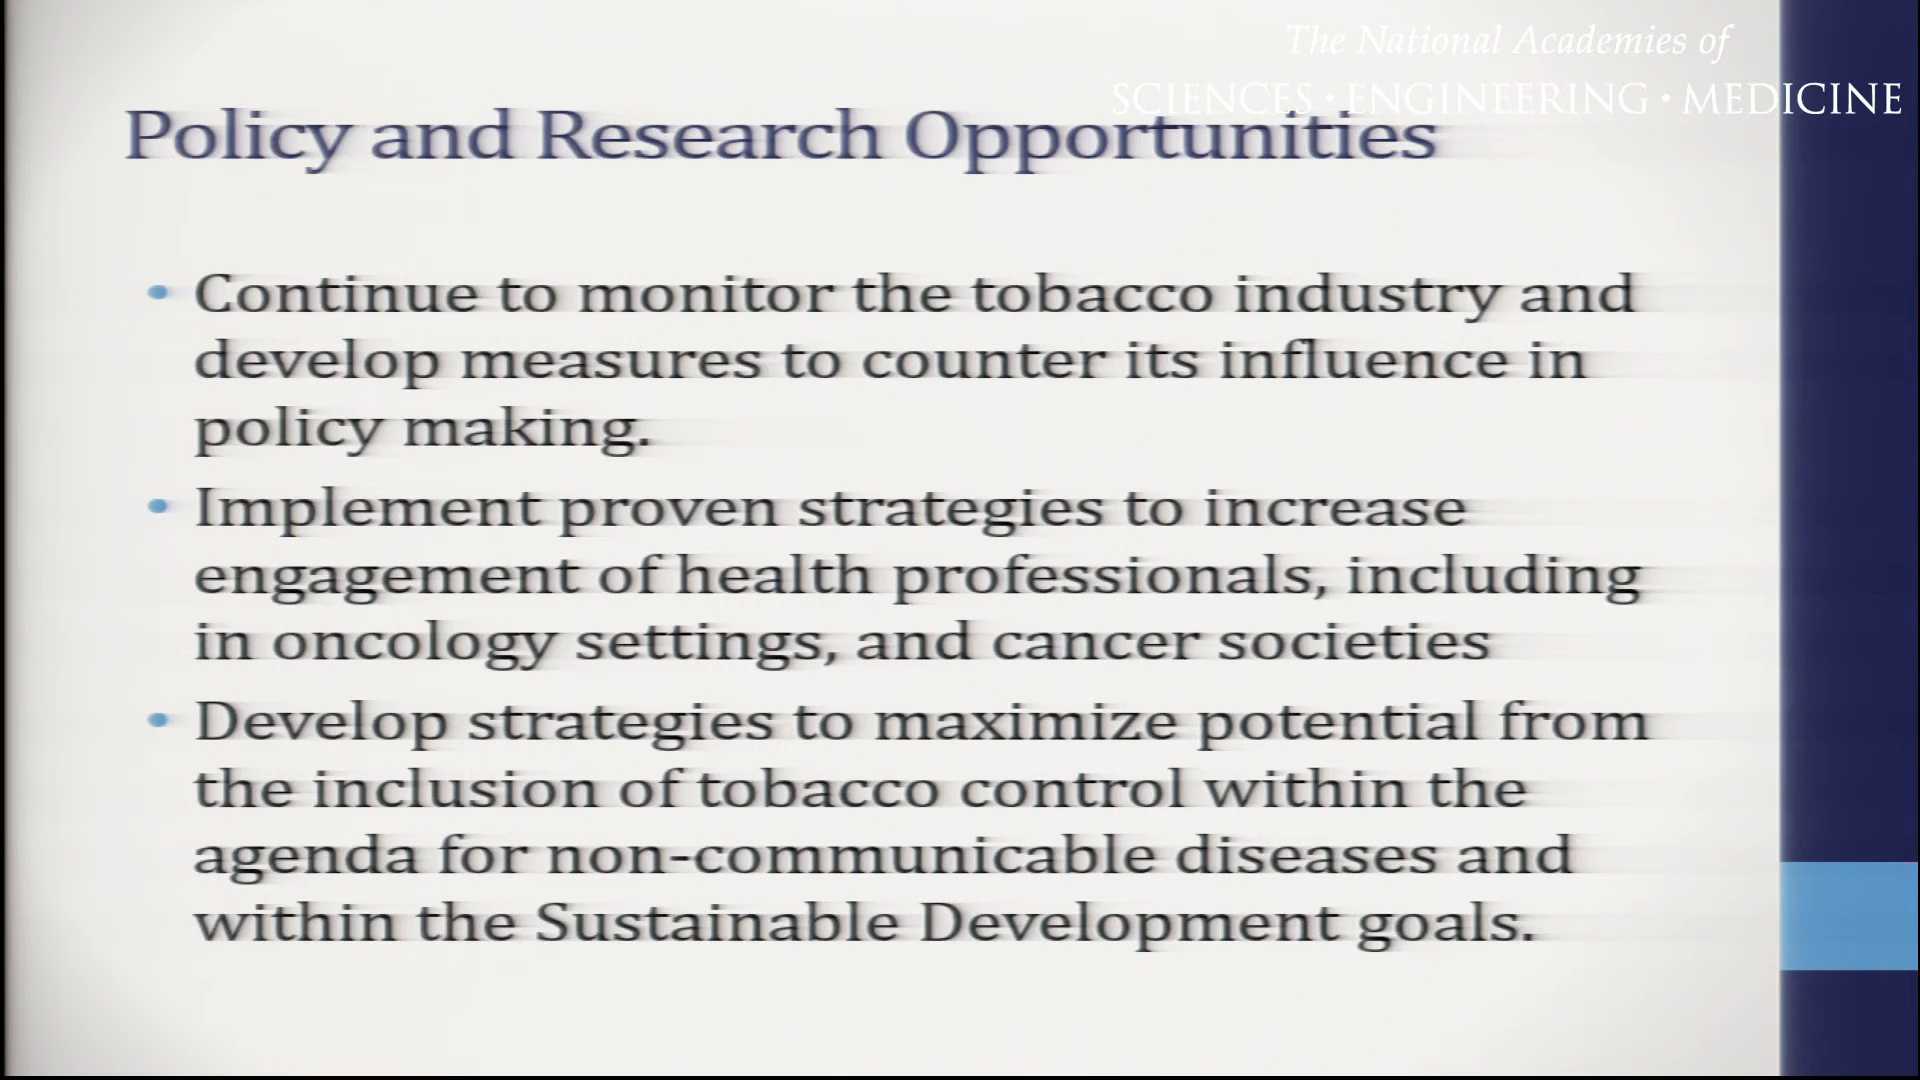 The National Academies of
SCIENCES · ENGINEERING · MEDICINE
Policy and Research Opportunities
• Continue to monitor the tobacco industry and
develop measures to counter its influence in
policy making.
• Implement proven strategies to increase
engagement of health professionals, including
in oncology settings, and cancer societies
• Develop strategies to maximize potential from
the inclusion of tobacco control within the
agenda for non-communicable diseases and
within the Sustainable Development goals.